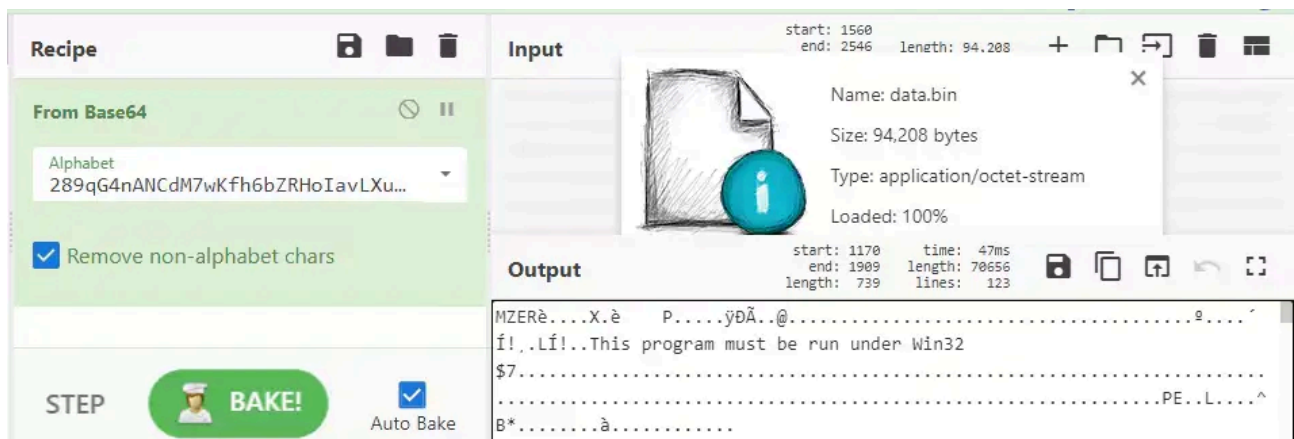 Recipe
From Base64
Alphabet
289qG4nANCdM7wKfh6bZRHoIavLXu...
Remove non-alphabet chars
STEP
BAKE!
Auto Bake
Input
start: 1560
end: 2546
length: 94.208
Name: data.bin
Size: 94,208 bytes
Type: application/octet-stream
Loaded: 100%
Output
start: 1170
end: 1909
length: 739
time: 47ms
length: 70656
lines: 123
MZERè....X.è P.....ÿÐÃ..@........................................º....´
Í!¸.LÍ!..This program must be run under Win32
$7..........................................................................
..................................................................PE..L....^
B*........à............